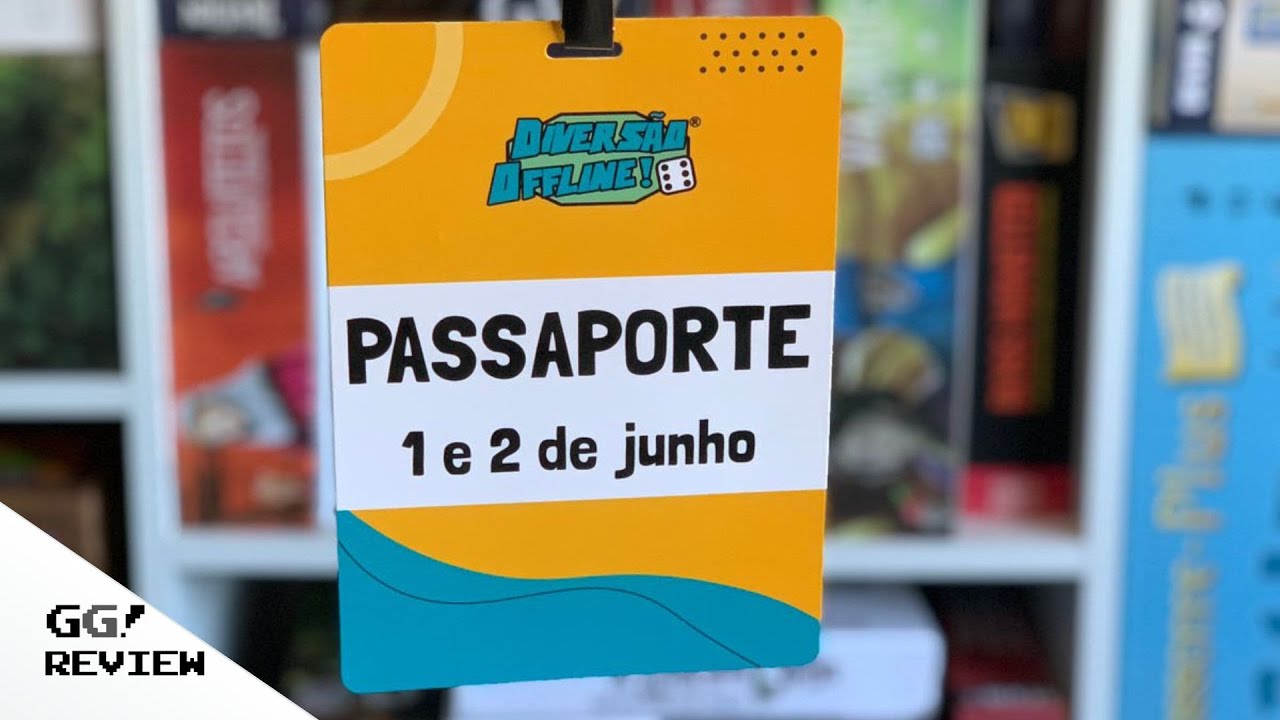 DIVERSÃO®
OFFLINE!
PASSAPORTE
1 e 2 de junho
GG!
REVIEW